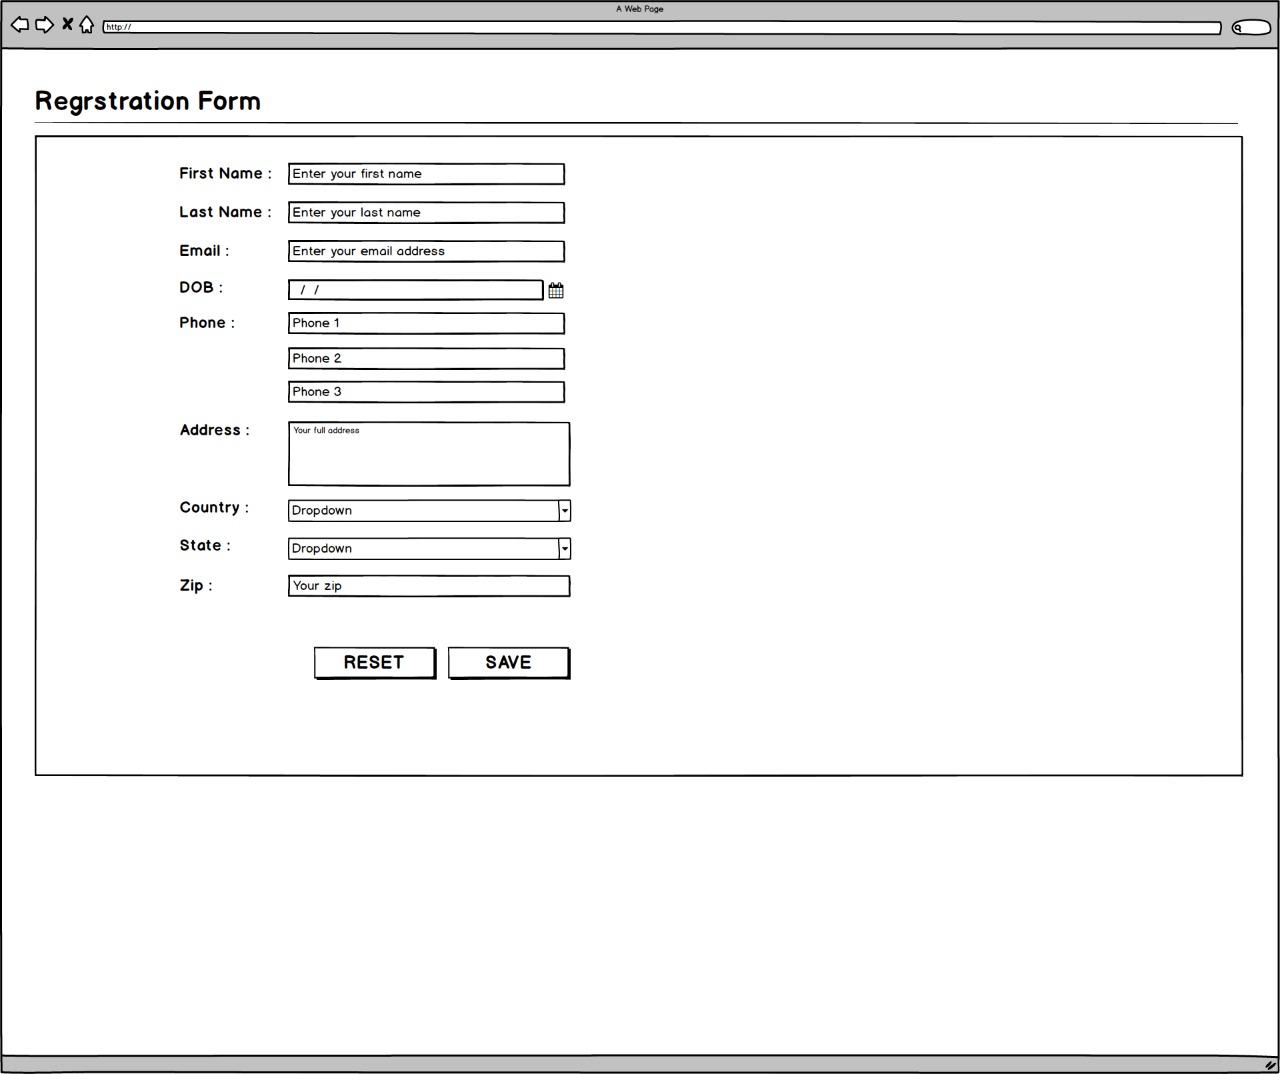 A Web Page
http://
Regrstration Form
First Name :
Enter your first name
Last Name :
Enter your last name
Email :
Enter your email address
DOB :
/ /
Phone :
Phone 1
Phone 2
Phone 3
Address :
Your full address
Country :
Dropdown
State :
Dropdown
Zip :
Your zip
RESET
SAVE